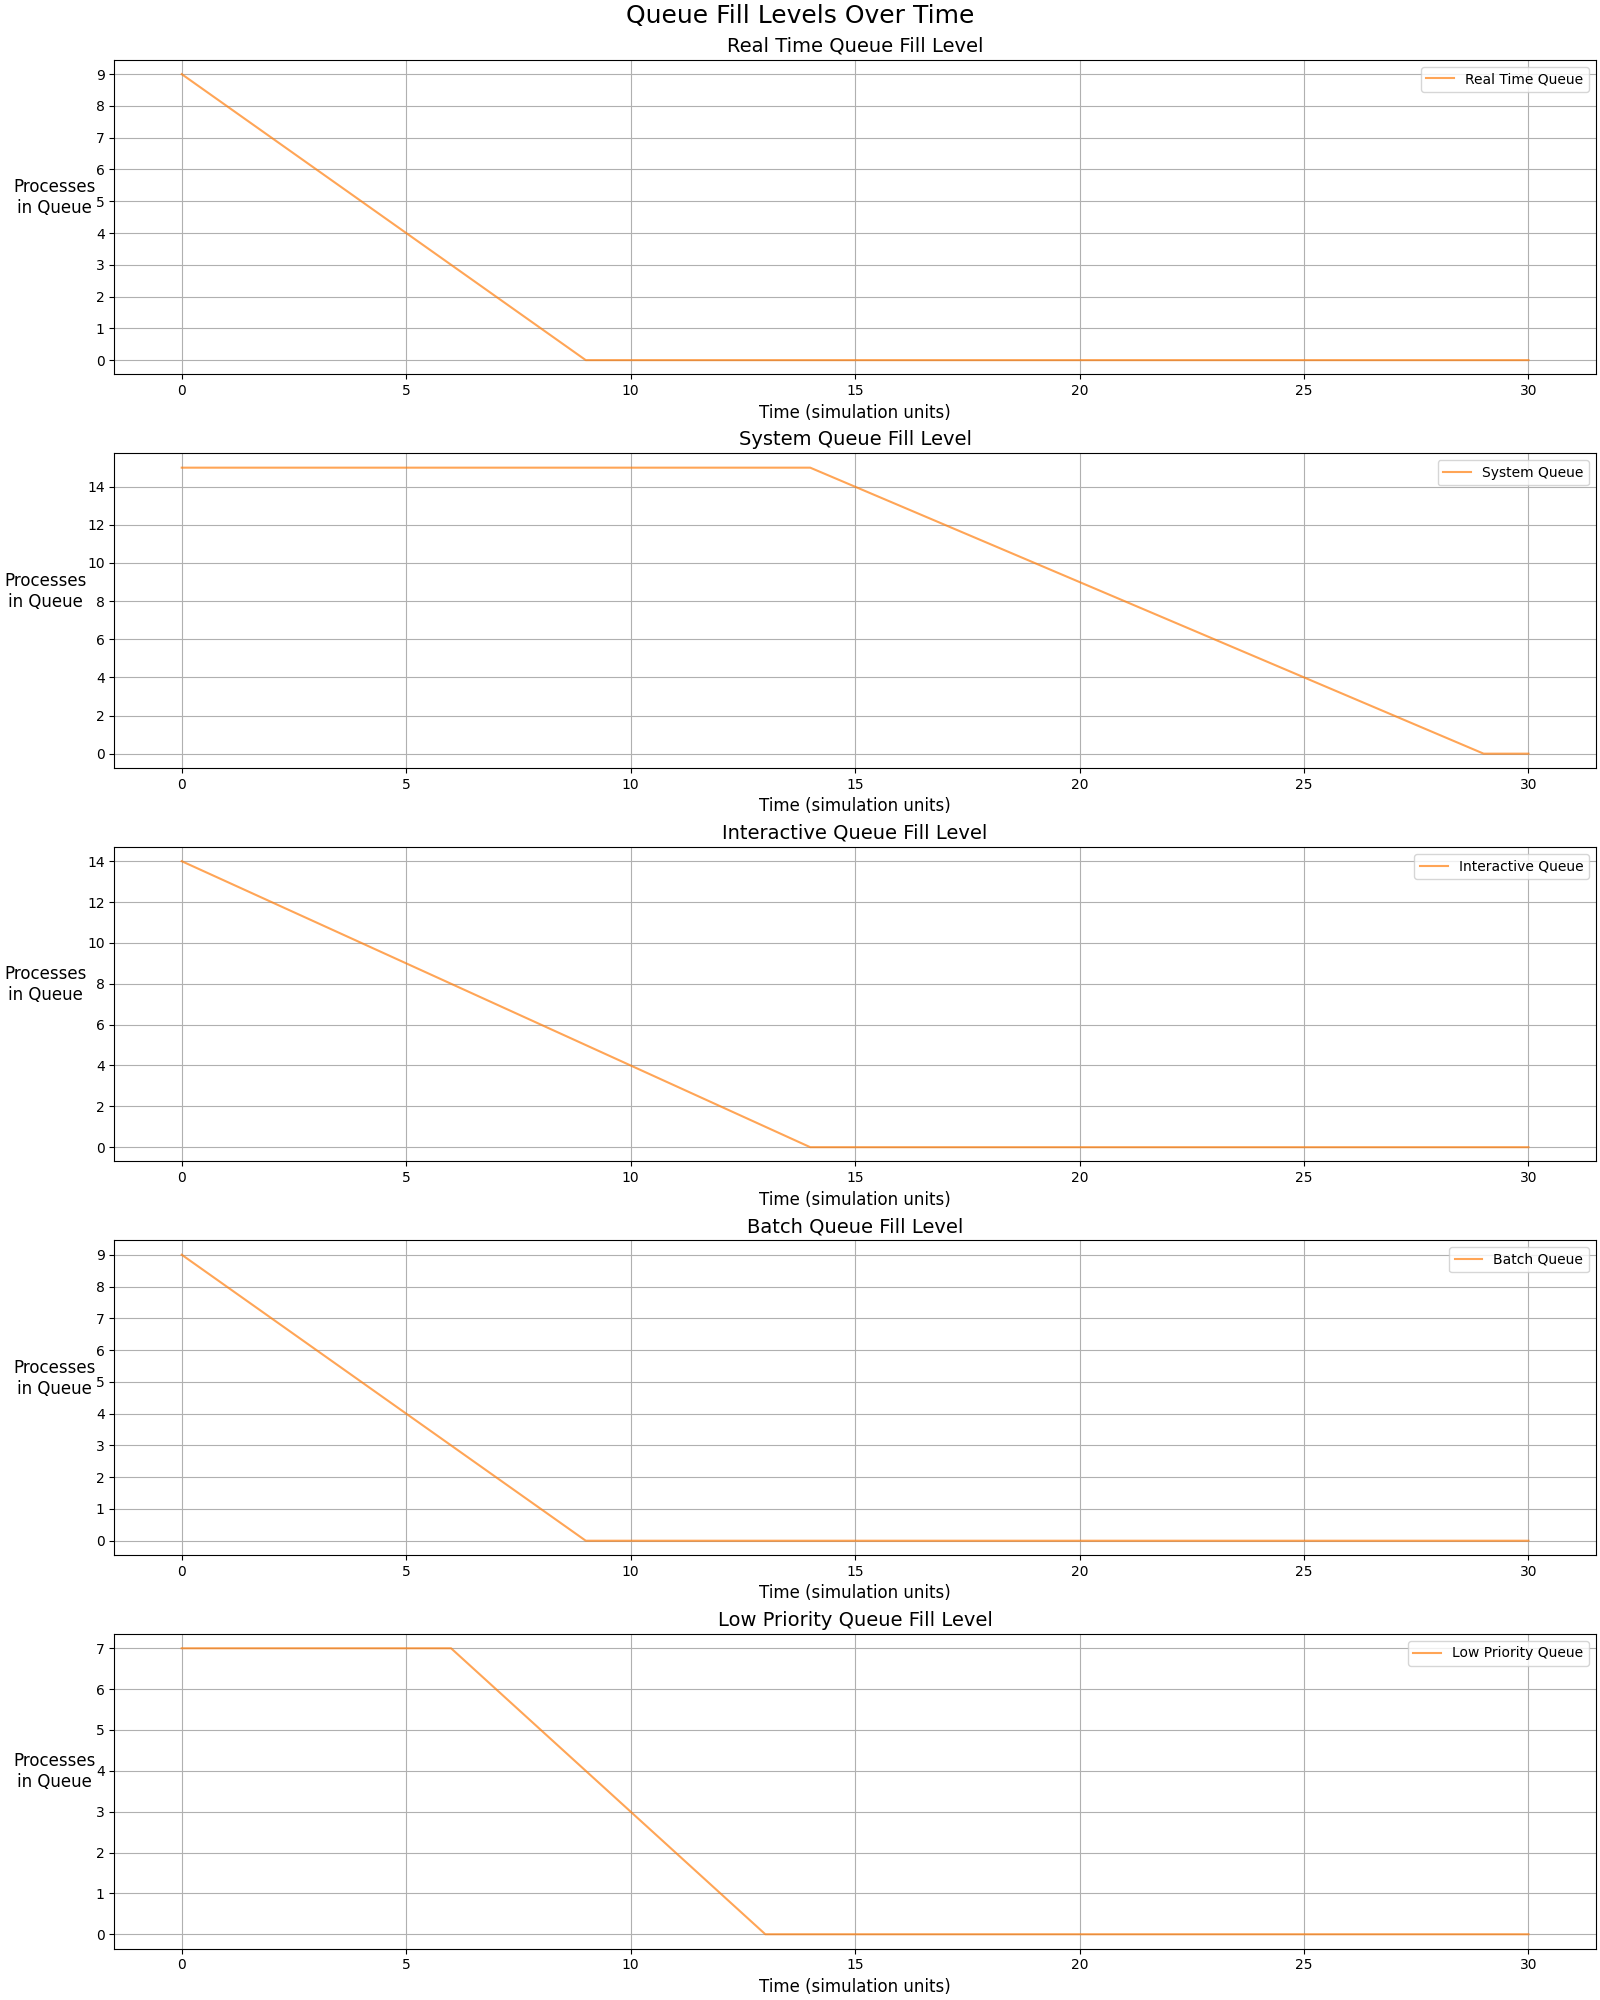 Queue Fill Levels Over Time
Real Time Queue Fill Level
Real Time Queue
9
8
7
6
5
4
3
2
1
0
Processes
in Queue
0 5 10 15 20 25 30
Time (simulation units)
System Queue Fill Level
System Queue
14
12
10
8
6
4
2
0
Processes
in Queue
0 5 10 15 20 25 30
Time (simulation units)
Interactive Queue Fill Level
Interactive Queue
14
12
10
8
6
4
2
0
Processes
in Queue
0 5 10 15 20 25 30
Time (simulation units)
Batch Queue Fill Level
Batch Queue
9
8
7
6
5
4
3
2
1
0
Processes
in Queue
0 5 10 15 20 25 30
Time (simulation units)
Low Priority Queue Fill Level
Low Priority Queue
7
6
5
4
3
2
1
0
Processes
in Queue
0 5 10 15 20 25 30
Time (simulation units)